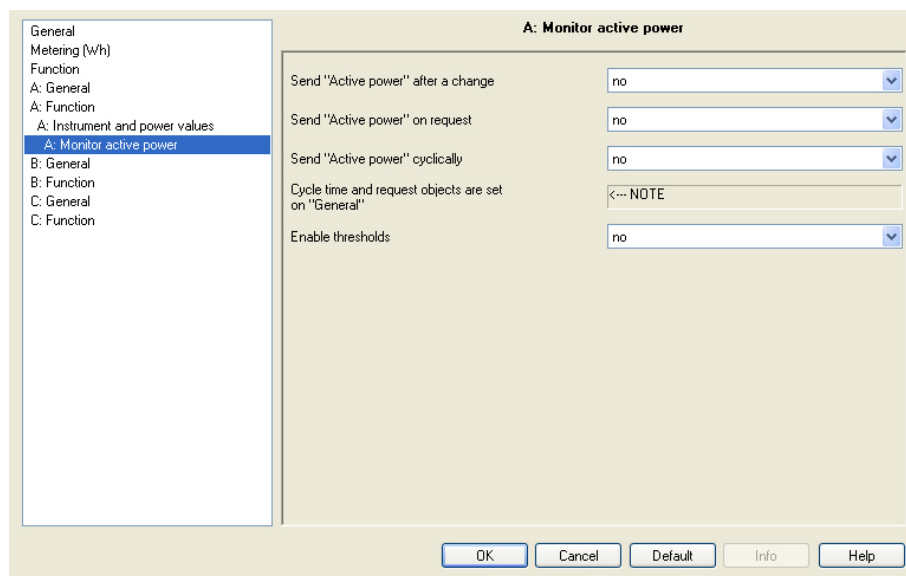 A: Monitor active power
General
Metering (Wh)
Function
A: General
A: Function
A: Instrument and power values
A: Monitor active power
B: General
B: Function
C: General
C: Function
Send "Active power" after a change no
Send "Active power" on request no
Send "Active power" cyclically no
Cycle time and request objects are set
on "General" <--- NOTE
Enable thresholds no
OK Cancel Default Info Help